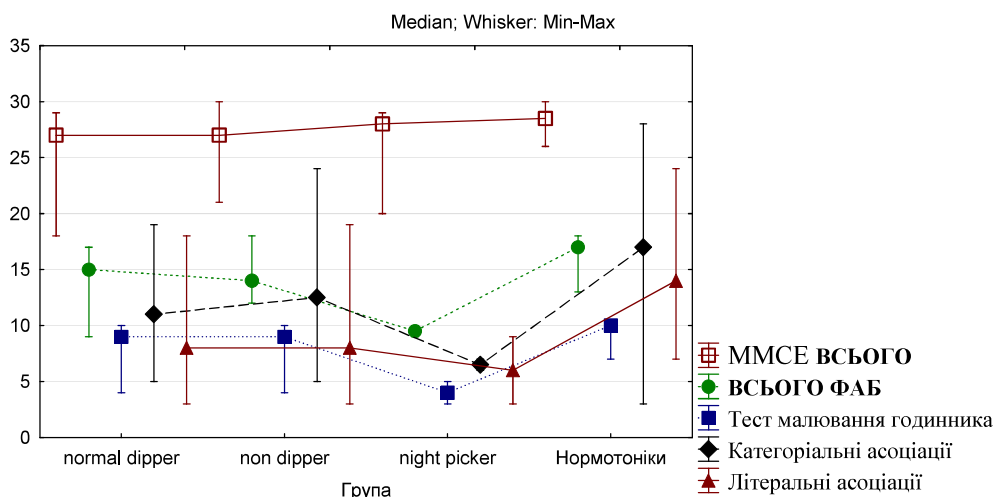 Median; Whisker: Min-Max
35
30
25
20
15
10
5
0
normal dipper
non dipper
night picker
Нормотоніки
Група
ММСЕ ВСЬОГО
ВСЬОГО ФАБ
Тест малювання годинника
Категоріальні асоціації
Літеральні асоціації